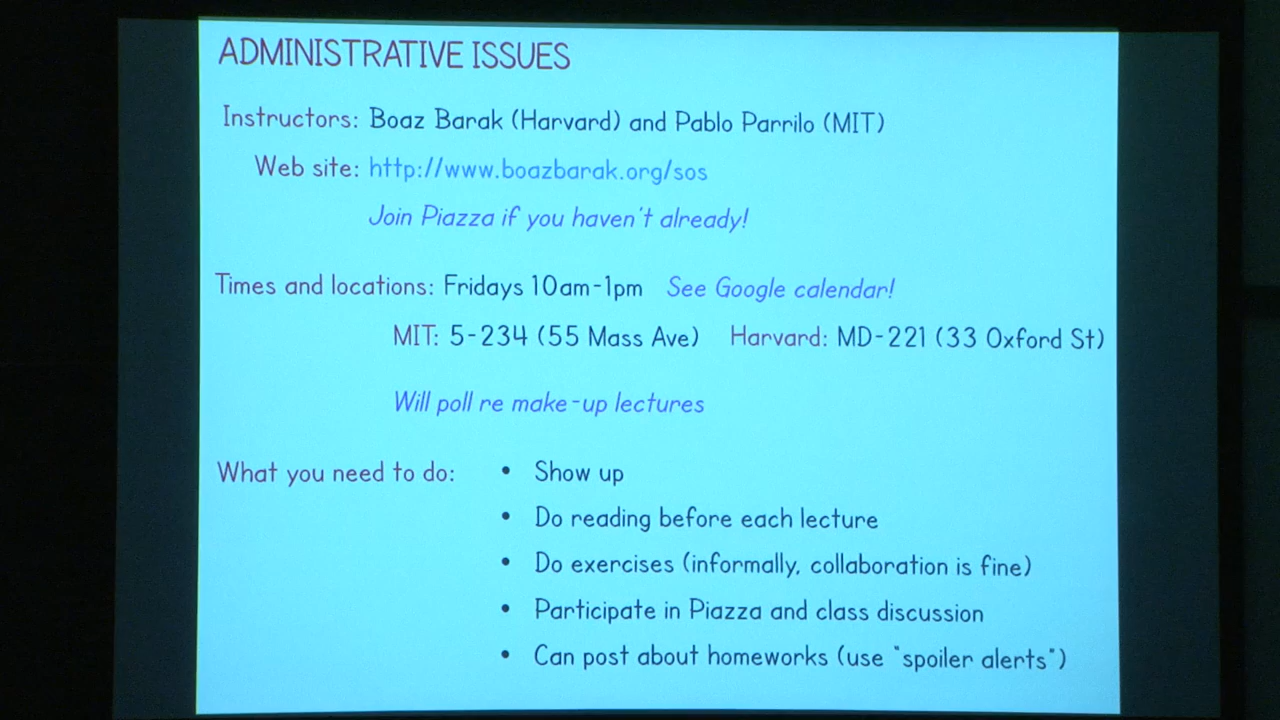 ADMINISTRATIVE ISSUES
Instructors: Boaz Barak (Harvard) and Pablo Parrilo (MIT)
Web site: http://www.boazbarak.org/sos
Join Piazza if you haven't already!
Times and locations: Fridays 10am-1pm See Google calendar!
MIT: 5-234 (55 Mass Ave) Harvard: MD-221 (33 Oxford St)
Will poll re make-up lectures
What you need to do: • Show up
• Do reading before each lecture
• Do exercises (informally, collaboration is fine)
• Participate in Piazza and class discussion
• Can post about homeworks (use "spoiler alerts")